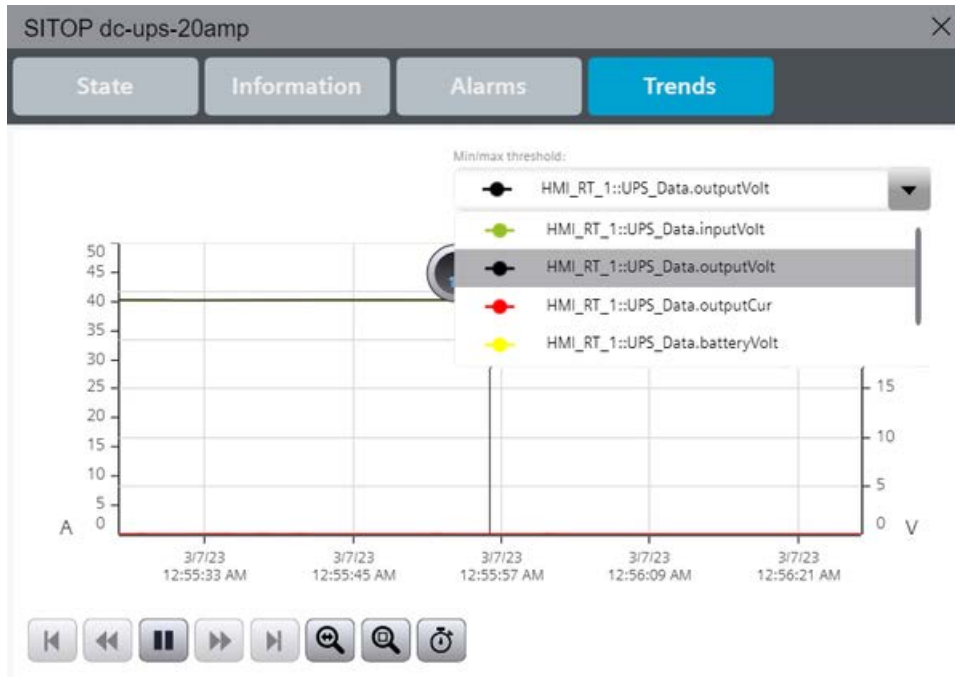 SITOP dc-ups-20amp
State Information Alarms Trends
Minimax threshold:
HMI_RT_1::UPS_Data.outputVolt
HMI_RT_1::UPS_Data.inputVolt
HMI_RT_1::UPS_Data.outputVolt
HMI_RT_1::UPS_Data.outputCur
HMI_RT_1::UPS_Data.batteryVolt
50
45
40
35
30
25 15
20
15 10
10
5 5
A 0 0 V
3/7/23 3/7/23 3/7/23 3/7/23 3/7/23
12:55:33 AM 12:55:45 AM 12:55:57 AM 12:56:09 AM 12:56:21 AM